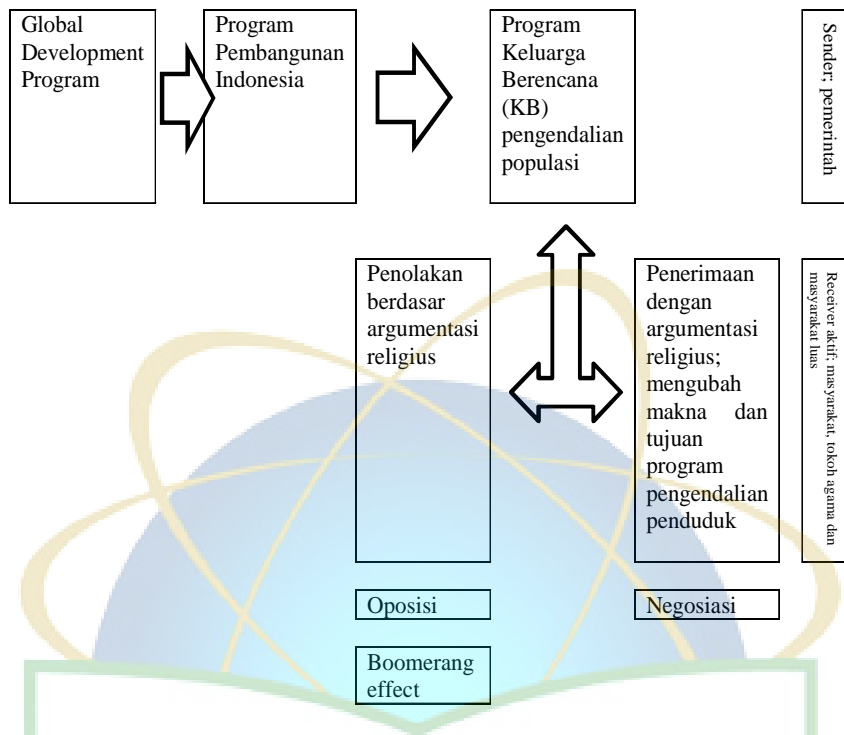 Global
Development
Program
Program
Pembangunan
Indonesia
Program
Keluarga
Berencana
(KB)
pengendalian
populasi
Sender; pemerintah
Penolakan
berdasar
argumentasi
religius
Penerimaan
dengan
argumentasi
religius;
mengubah
makna dan
tujuan
program
pengendalian
penduduk
Receiver aktif; masyarakat, tokoh agama dan
masyarakat luas
Oposisi
Negosiasi
Boomerang
effect